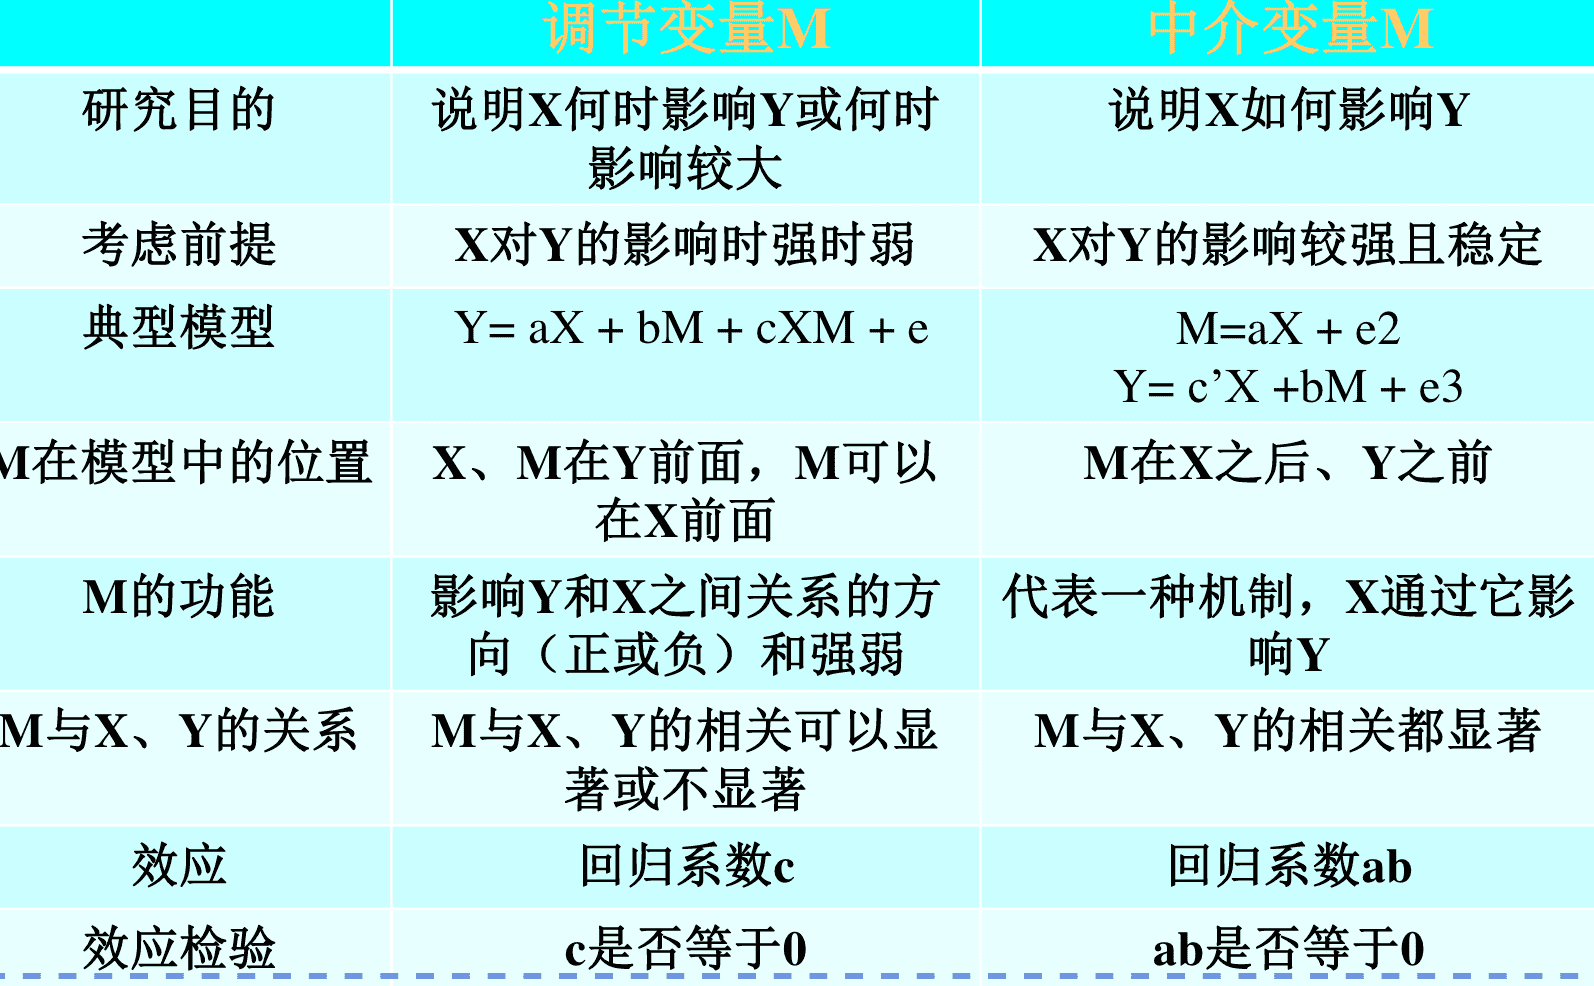 调节变量M
中介变量M
研究目的
说明X何时影响Y或何时
影响较大
说明X如何影响Y
考虑前提
X对Y的影响时强时弱
X对Y的影响较强且稳定
典型模型
Y= aX + bM + cXM + e
M=aX + e2
Y= c’X +bM + e3
M在模型中的位置
X、M在Y前面，M可以
在X前面
M在X之后、Y之前
M的功能
影响Y和X之间关系的方
向（正或负）和强弱
代表一种机制，X通过它影
响Y
M与X、Y的关系
M与X、Y的相关可以显
著或不显著
M与X、Y的相关都显著
效应
回归系数c
回归系数ab
效应检验
c是否等于0
ab是否等于0